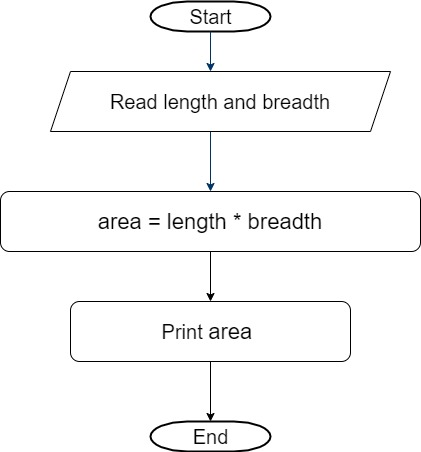 Start
Read length and breadth
area = length * breadth
Print area
End